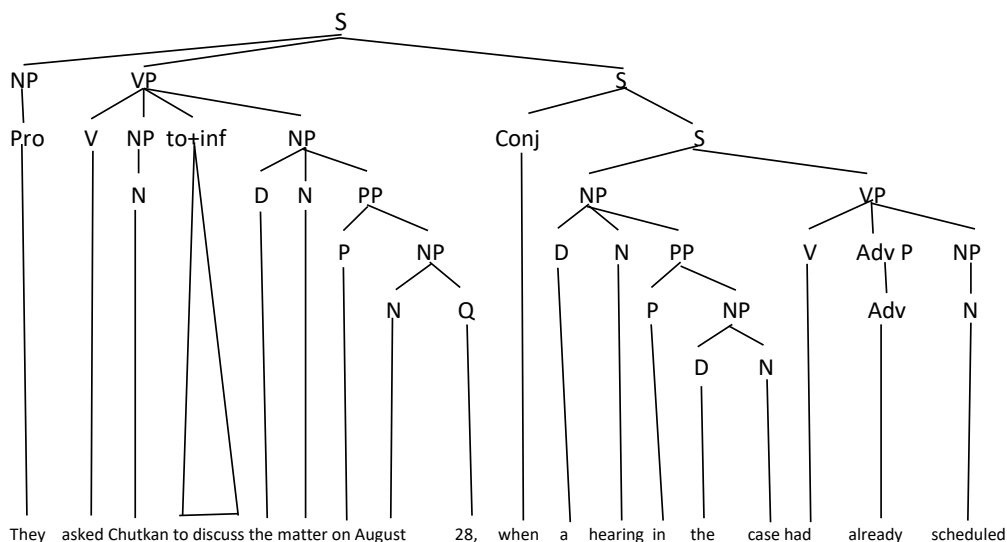 S
NP VP S
Pro V NP to+inf NP Conj S
N D N PP NP VP
P NP D N PP V Adv P NP
N Q P NP Adv N
D N
They asked Chutkan to discuss the matter on August 28, when a hearing in the case had already scheduled